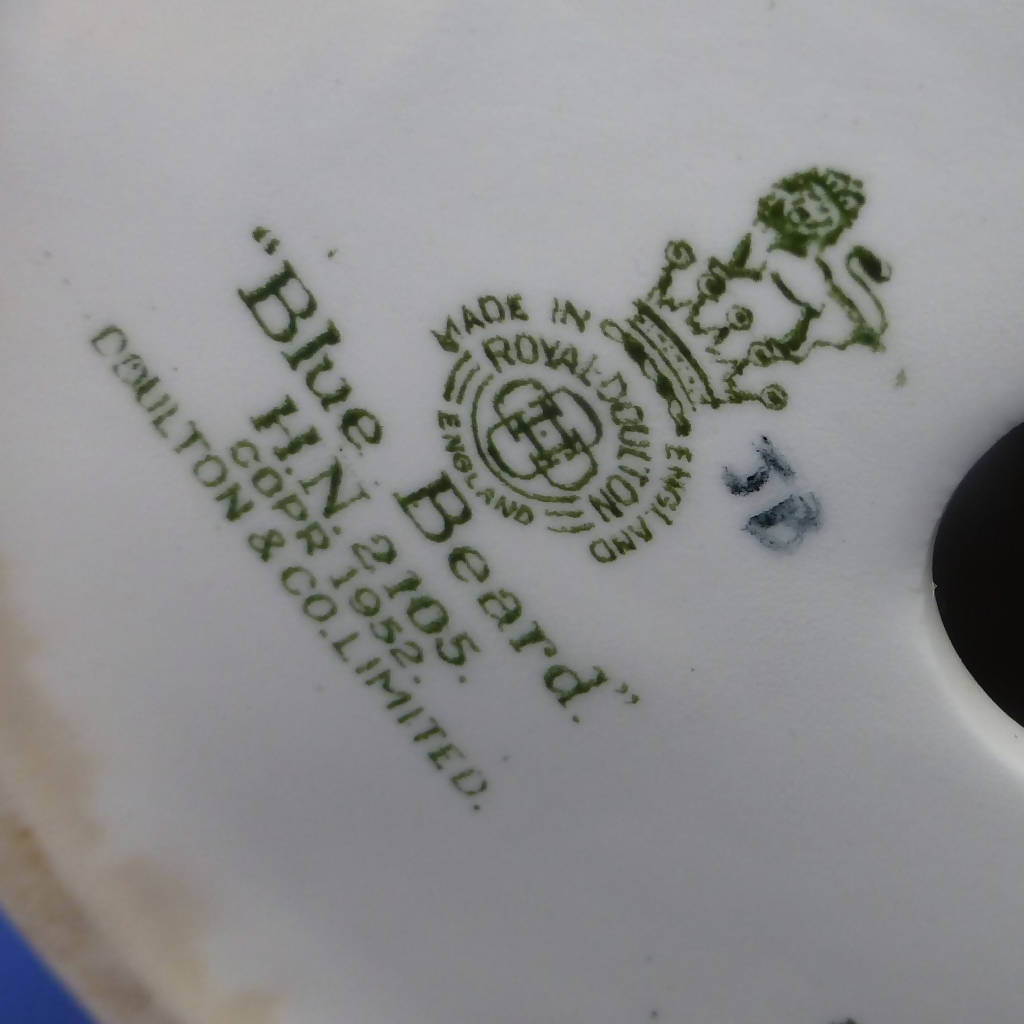 MADE IN
ENGLAND
ROYAL·DOULTON
ENGLAND
"Blue Beard."
H.N. 2105.
COPR. 1952.
DOULTON & CO. LIMITED.